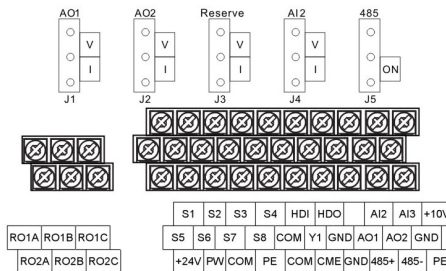 AO1 AO2 Reserve AI2 485
V V V V
I I I I ON
J1 J2 J3 J4 J5
S1 S2 S3 S4 HDI HDO AI2 AI3 +10V
RO1A RO1B RO1C S5 S6 S7 S8 COM Y1 GND AO1 AO2 GND
RO2A RO2B RO2C +24V PW COM PE COM CME GND 485+ 485- PE